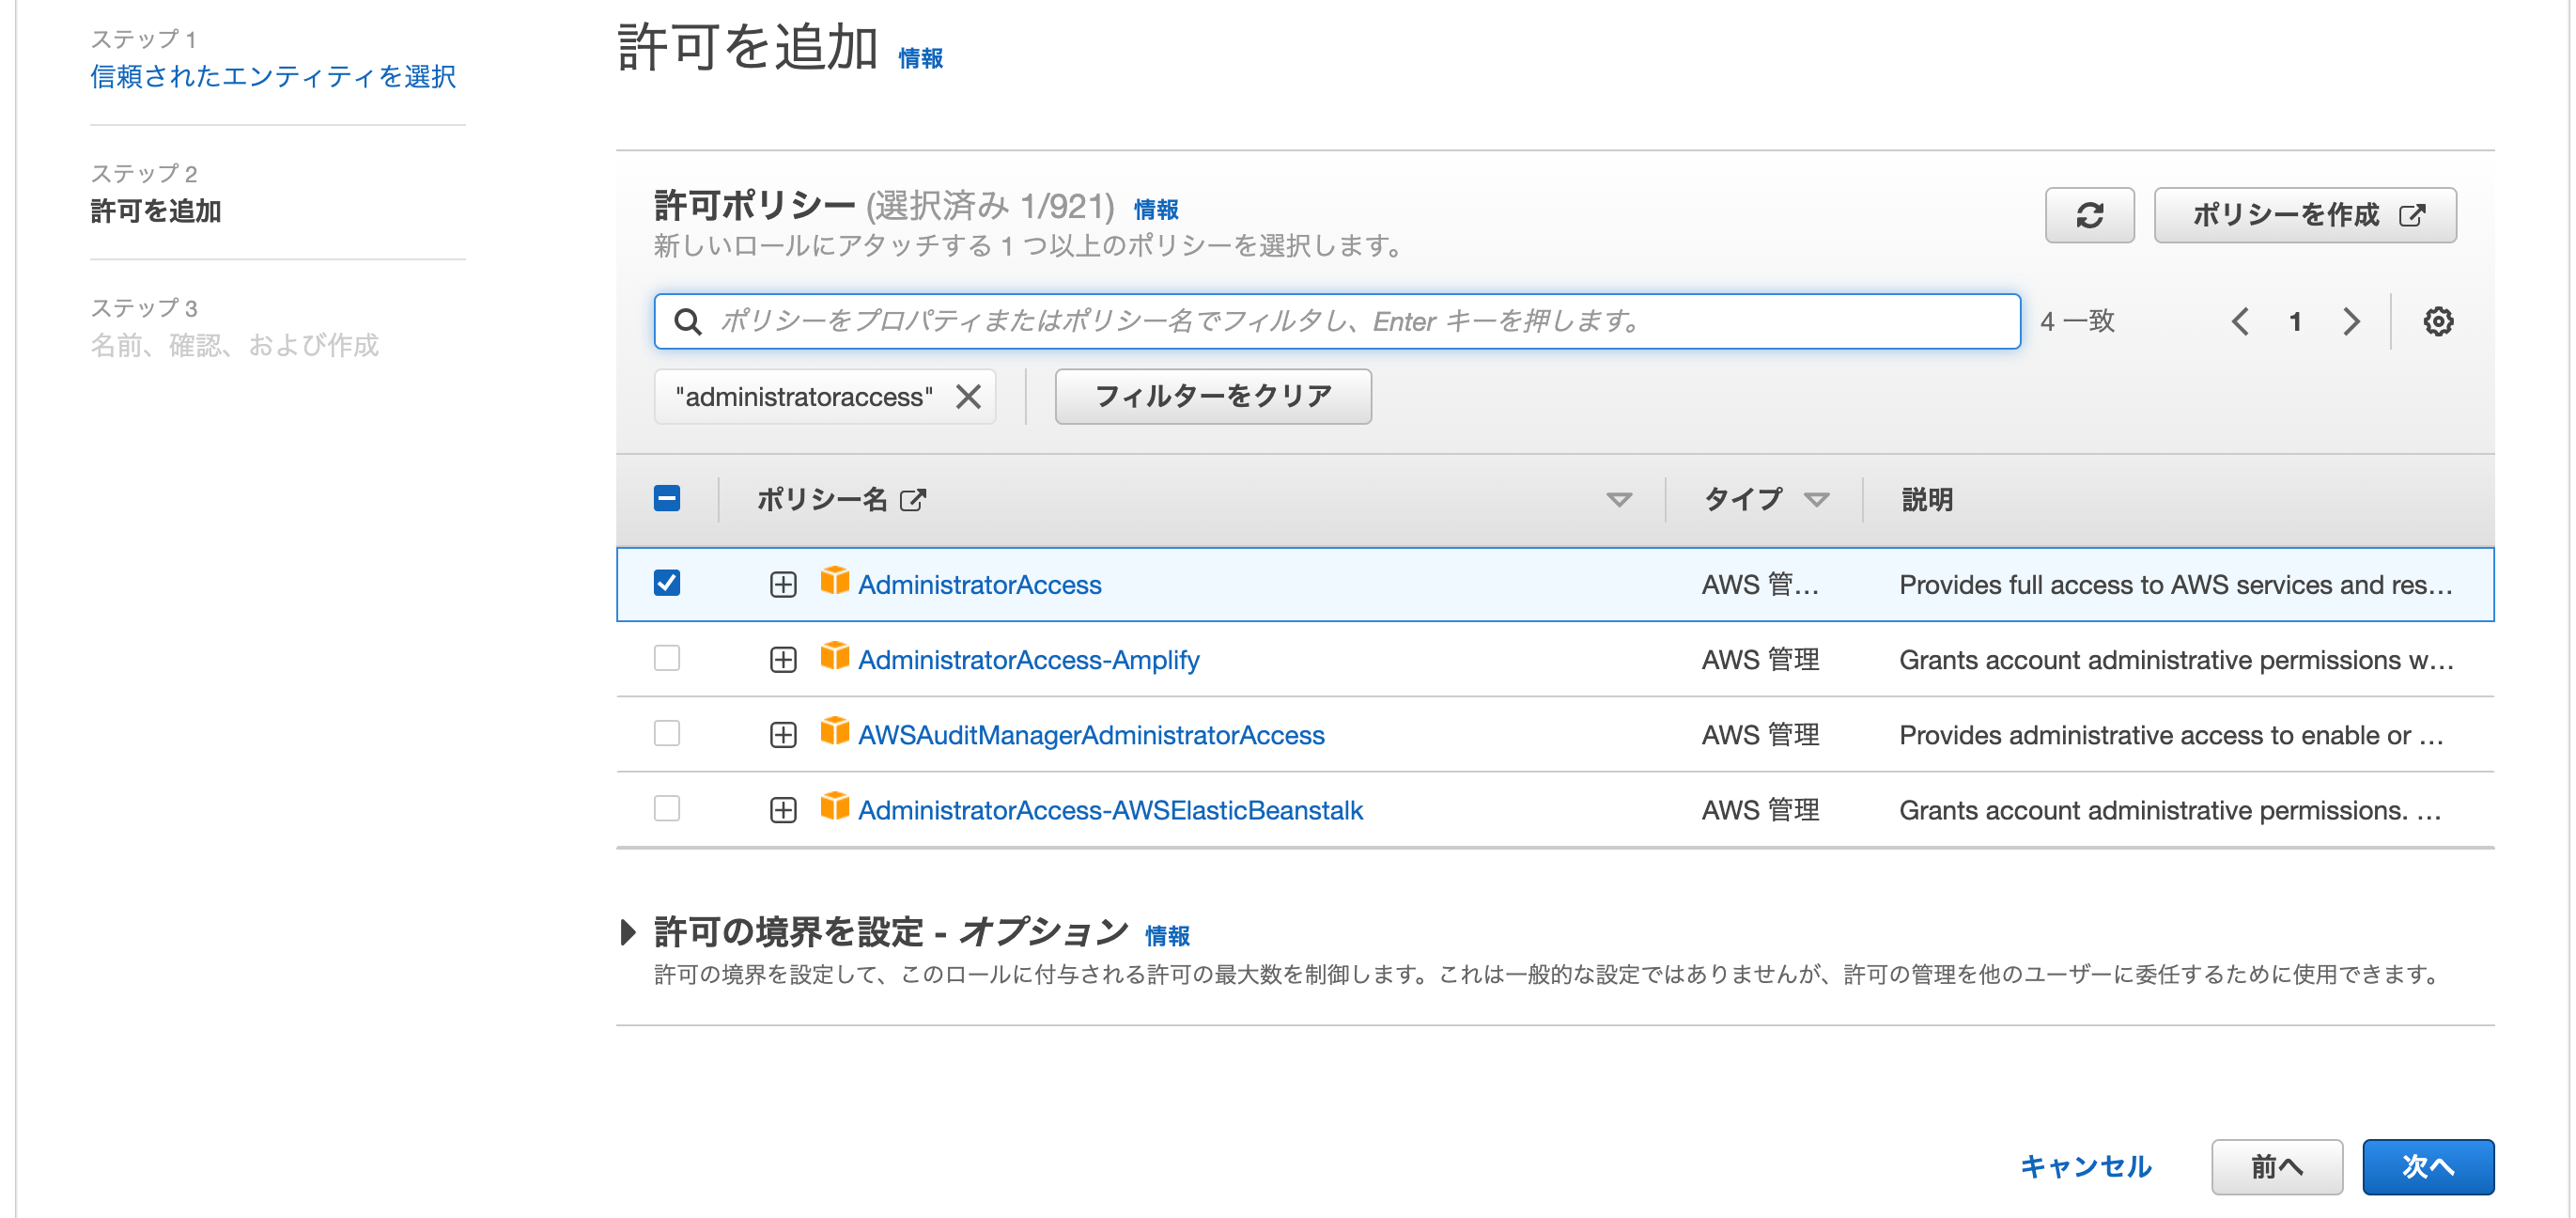 ステップ 1
信頼されたエンティティを選択
ステップ 2
許可を追加
ステップ 3
名前、確認、および作成
許可を追加 情報
許可ポリシー (選択済み 1/921) 情報
新しいロールにアタッチする 1 つ以上のポリシーを選択します。
ポリシーを作成
ポリシーをプロパティまたはポリシー名でフィルタし、Enter キーを押します。
4 一致
1
"administratoraccess"
フィルターをクリア
ポリシー名 タイプ 説明
AdministratorAccess AWS 管… Provides full access to AWS services and res…
AdministratorAccess-Amplify AWS 管理 Grants account administrative permissions w…
AWSAuditManagerAdministratorAccess AWS 管理 Provides administrative access to enable or …
AdministratorAccess-AWSElasticBeanstalk AWS 管理 Grants account administrative permissions. …
許可の境界を設定 - オプション 情報
許可の境界を設定して、このロールに付与される許可の最大数を制御します。これは一般的な設定ではありませんが、許可の管理を他のユーザーに委任するために使用できます。
キャンセル 前へ 次へ